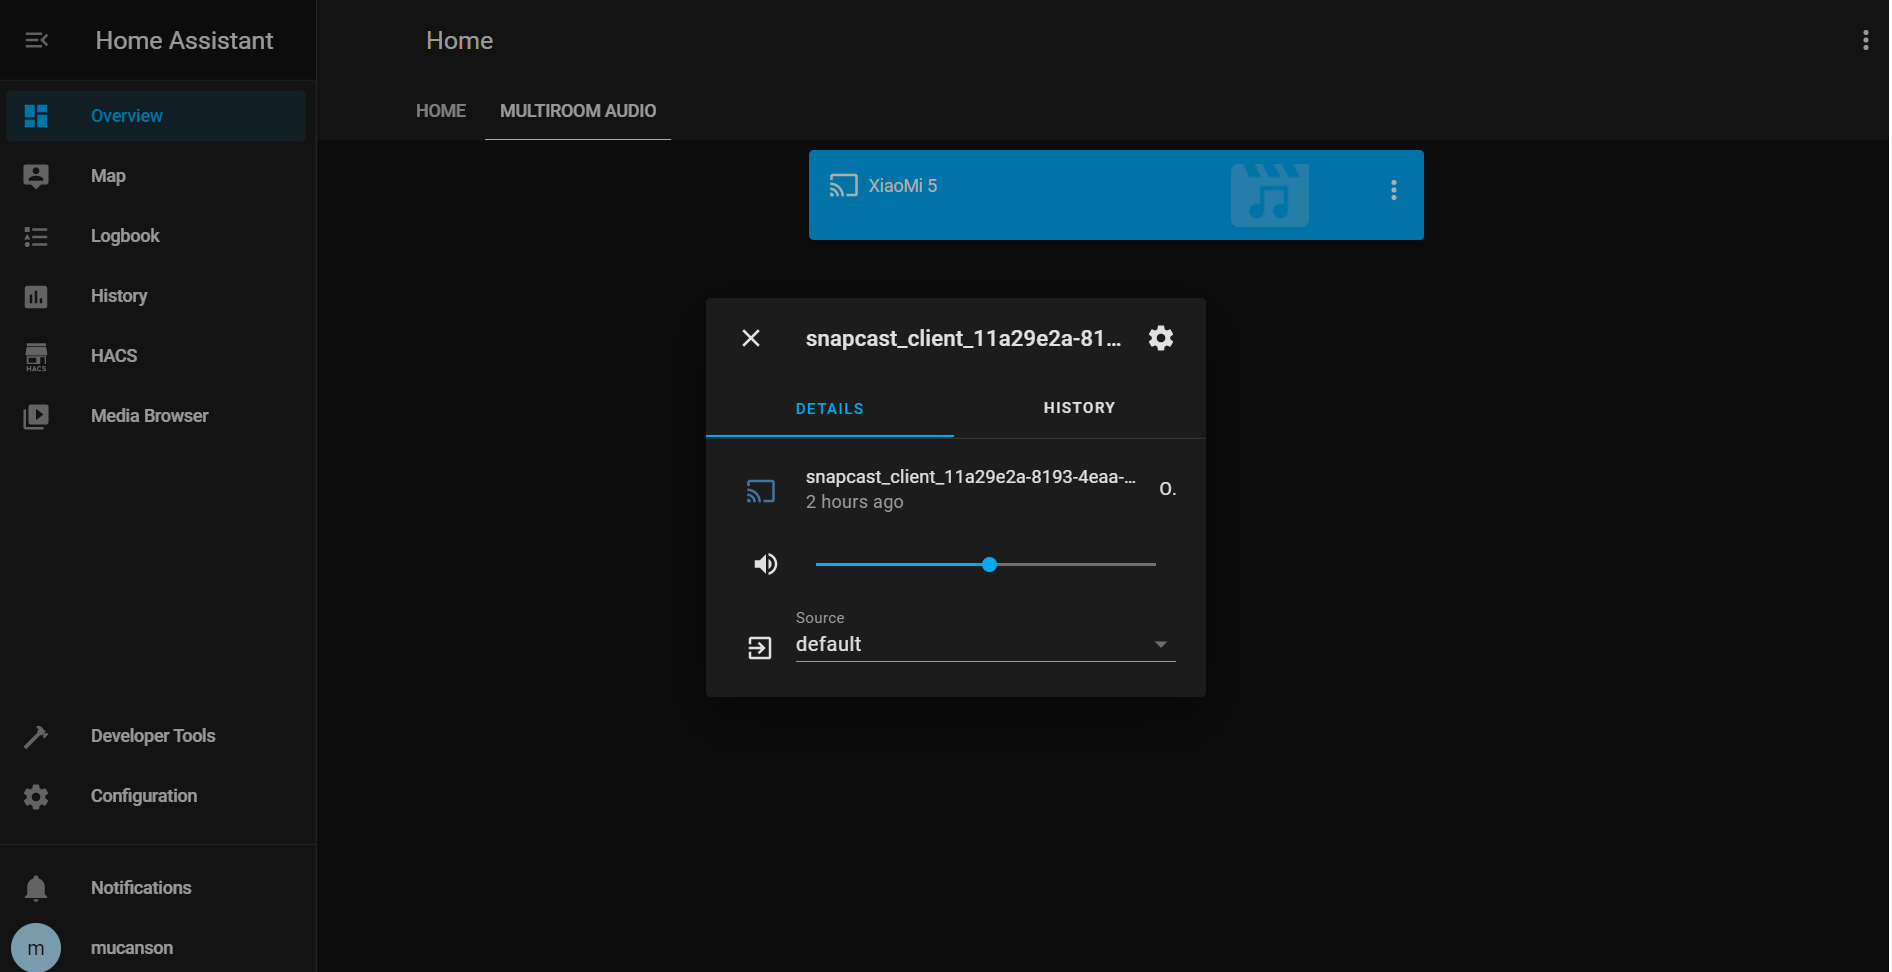 Home Assistant
Home
HOME
MULTIROOM AUDIO
Overview
Map
Logbook
History
HACS
HACS
Media Browser
Developer Tools
Configuration
Notifications
m
mucanson
XiaoMi 5
snapcast_client_11a29e2a-81...
DETAILS
HISTORY
snapcast_client_11a29e2a-8193-4eaa-...
O.
2 hours ago
Source
default